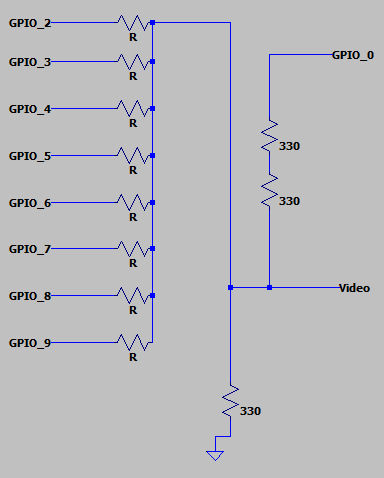 GPIO_2
R
GPIO_3
R
GPIO_0
GPIO_4
R
330
GPIO_5
R
GPIO_6
R
330
GPIO_7
R
GPIO_8
R
Video
GPIO_9
R
330